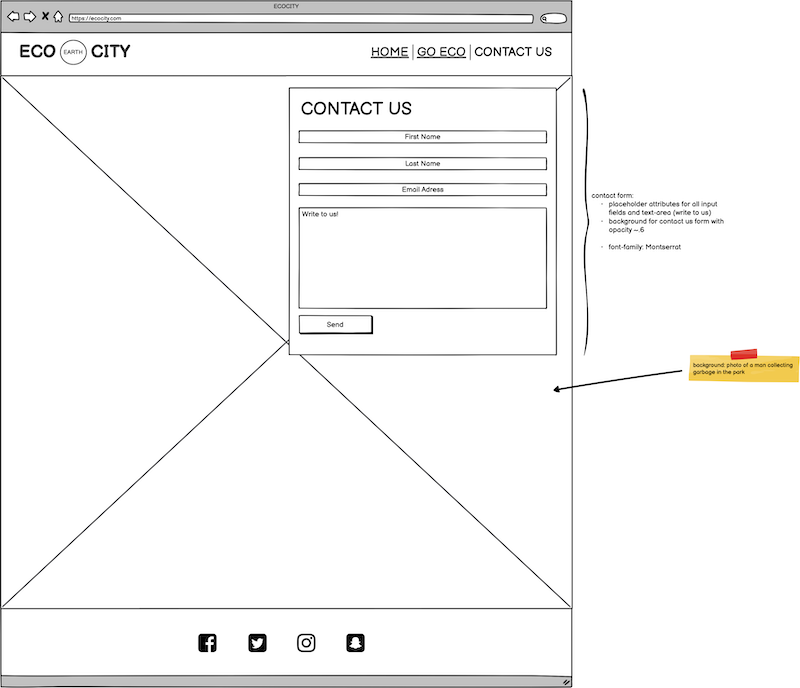 ECOCITY
https://ecocity.com
ECO EARTH CITY
HOME | GO ECO | CONTACT US
CONTACT US
First Name
Last Name
Email Adress
Write to us!
Send
contact form:
· placeholder attributes for all input
fields and text-area (write to us)
· background for contact us form with
opacity ~.6
· font-family: Montserrat
background: photo of a man collecting
garbage in the park